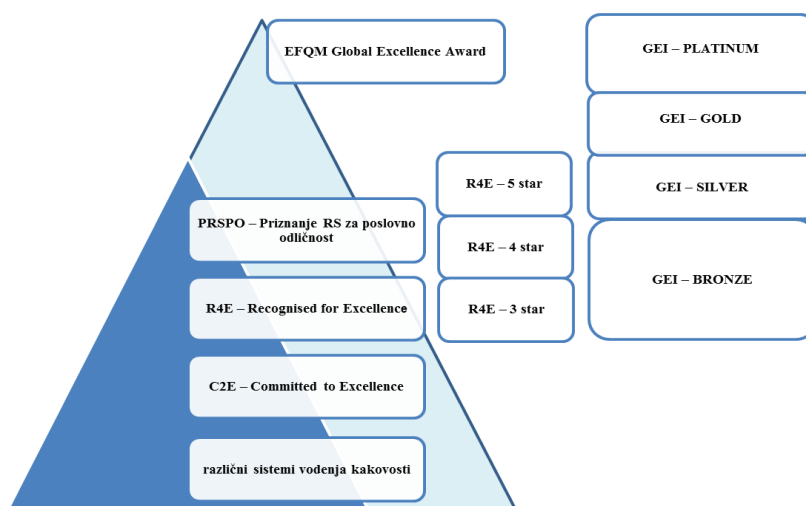 EFQM Global Excellence Award
PRSPO – Priznanje RS za poslovno
odličnost
R4E – Recognised for Excellence
C2E – Committed to Excellence
različni sistemi vodenja kakovosti
R4E – 5 star
R4E – 4 star
R4E – 3 star
GEI – PLATINUM
GEI – GOLD
GEI – SILVER
GEI – BRONZE